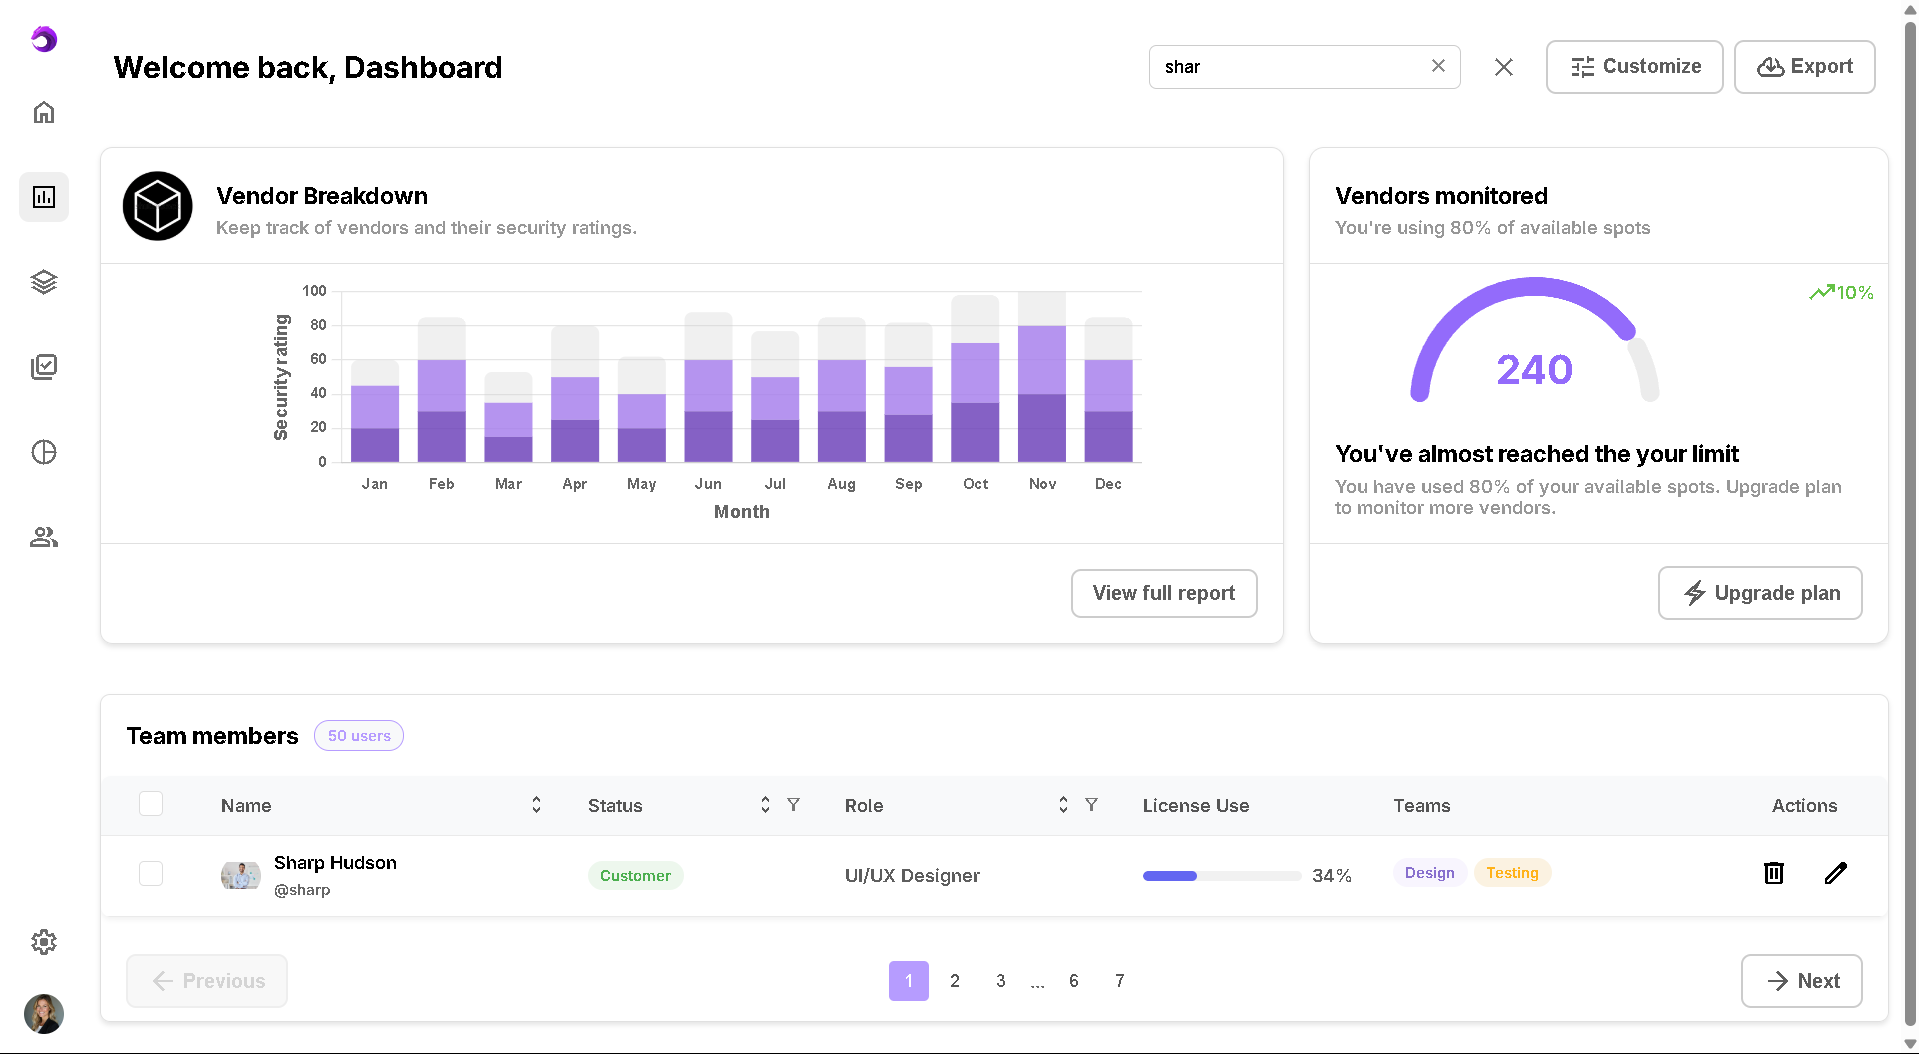 Welcome back, Dashboard
shar
Customize
Export
Vendor Breakdown
Keep track of vendors and their security ratings.
Security rating
100
80
60
40
20
0
Jan Feb Mar Apr May Jun Jul Aug Sep Oct Nov Dec
Month
View full report
Vendors monitored
You're using 80% of available spots
10%
240
You've almost reached the your limit
You have used 80% of your available spots. Upgrade plan
to monitor more vendors.
Upgrade plan
Team members
50 users
Name Status Role License Use Teams Actions
Sharp Hudson
@sharp
Customer
UI/UX Designer
34%
Design
Testing
Previous
1 2 3 ... 6 7
Next